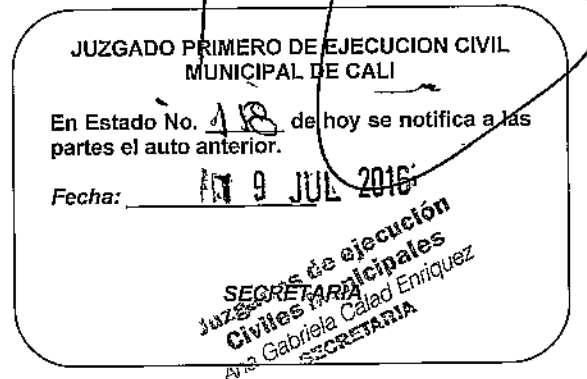 JUZGADO PRIMERO DE EJECUCION CIVIL
MUNICIPAL DE CALI
En Estado No. 118 de hoy se notifica a las
partes el auto anterior.
Fecha: 9 JUL 2016
SECRETARIA
Juzgados de ejecución
Civiles Municipales
Ana Gabriela Calad Enriquez
SECRETARIA